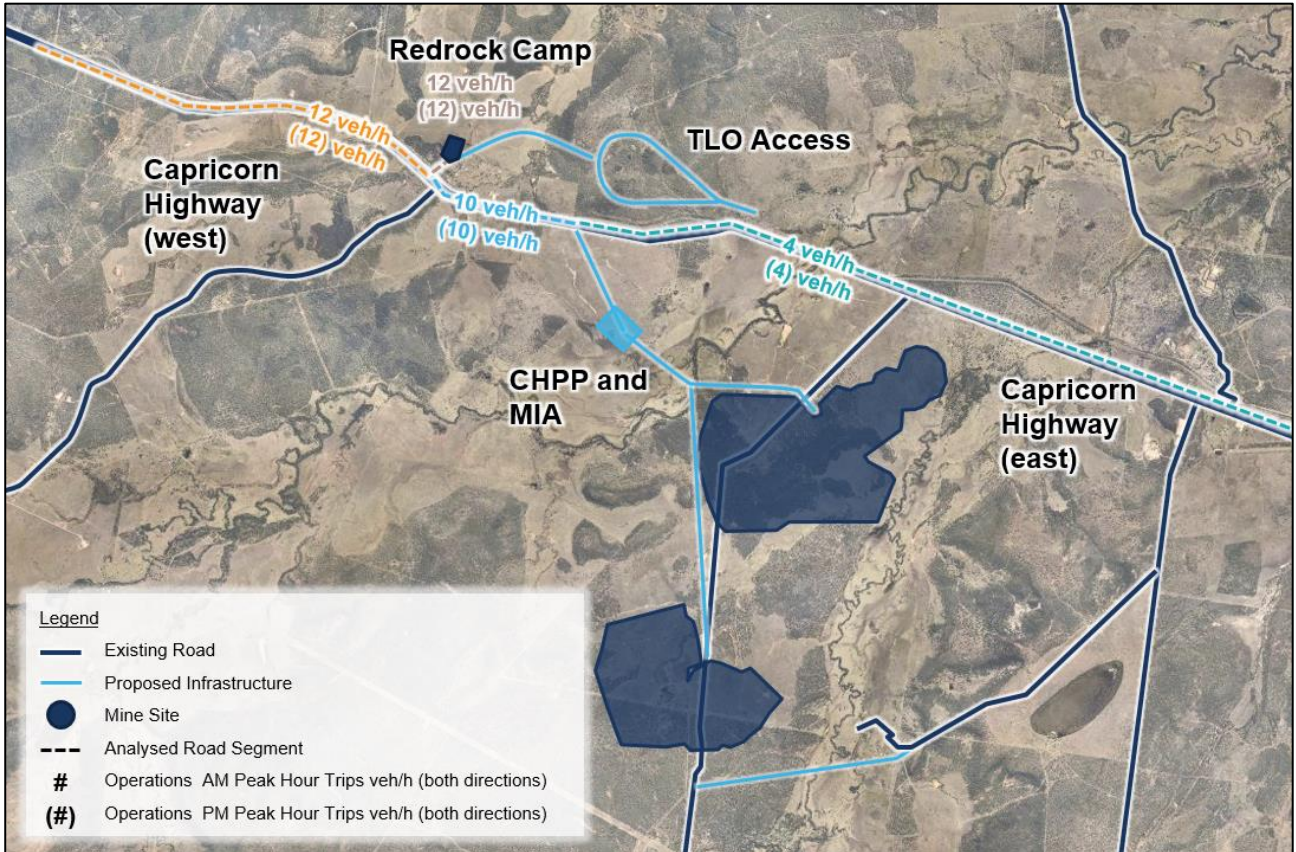 Redrock Camp
12 veh/h
(12) veh/h
12 veh/h
(12) veh/h
TLO Access
Capricorn
Highway
(west)
10 veh/h
(10) veh/h
4 veh/h
(4) veh/h
CHPP and
MIA
Capricorn
Highway
(east)
Legend
Existing Road
Proposed Infrastructure
Mine Site
Analysed Road Segment
# Operations AM Peak Hour Trips veh/h (both directions)
(#) Operations PM Peak Hour Trips veh/h (both directions)